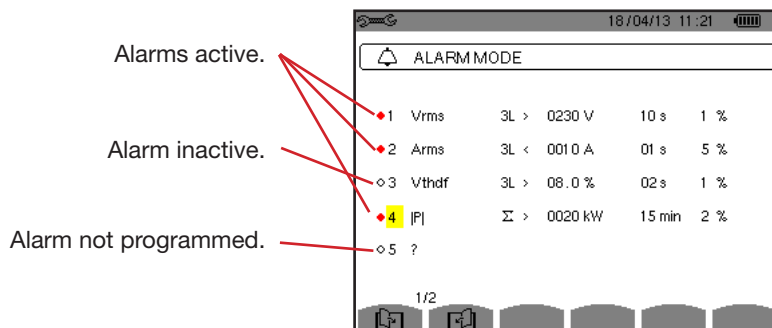 18/04/13 11:21
Alarms active.
ALARM MODE
1 Vrms 3L > 0230 V 10 s 1 %
2 Arms 3L < 0010 A 01 s 5 %
Alarm inactive.
3 Vthdf 3L > 08.0 % 02 s 1 %
4 |P| Σ > 0020 kW 15 min 2 %
Alarm not programmed.
5 ?
1/2